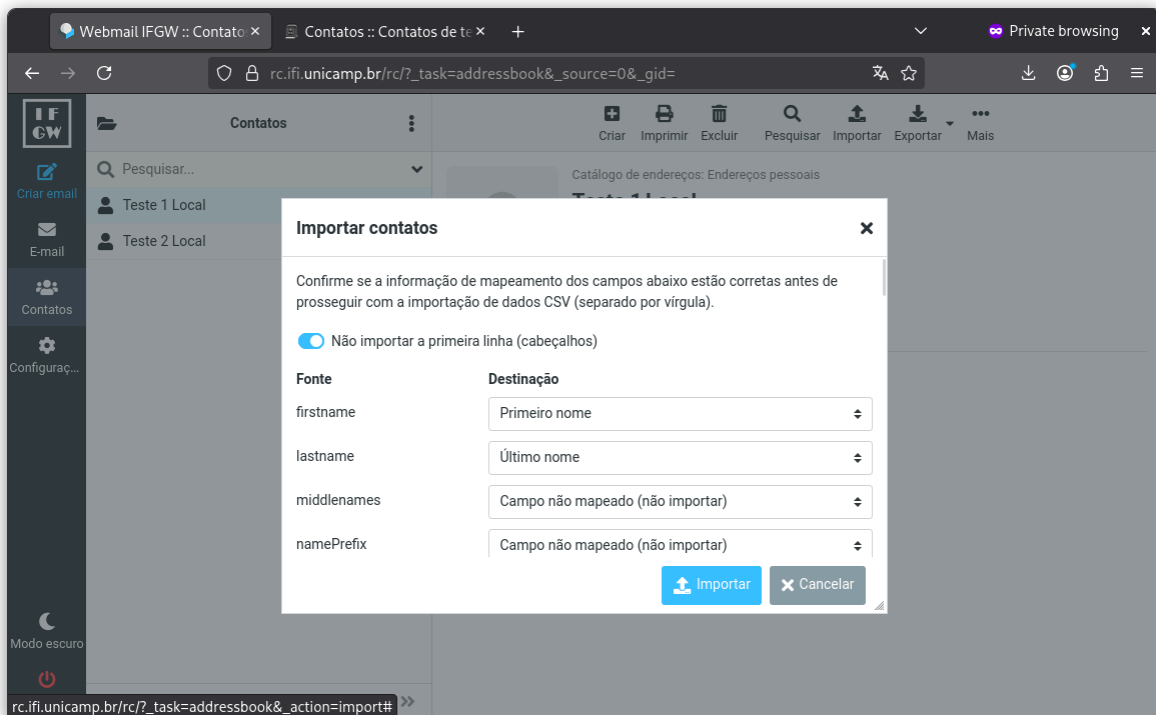 Webmail IFGW :: Contato
Contatos :: Contatos de te
Private browsing
rc.ifi.unicamp.br/rc/?_task=addressbook&_source=0&_gid=
IF
GW
Criar email
E-mail
Contatos
Configuraç...
Modo escuro
Contatos
Pesquisar...
Teste 1 Local
Teste 2 Local
Criar
Imprimir
Excluir
Pesquisar
Importar
Exportar
Mais
Catálogo de endereços: Endereços pessoais
Teste 1 Local
Importar contatos
Confirme se a informação de mapeamento dos campos abaixo estão corretas antes de
prosseguir com a importação de dados CSV (separado por vírgula).
Não importar a primeira linha (cabeçalhos)
Fonte Destinação
firstname Primeiro nome
lastname Último nome
middlenames Campo não mapeado (não importar)
namePrefix Campo não mapeado (não importar)
Importar Cancelar
rc.ifi.unicamp.br/rc/?_task=addressbook&_action=import#